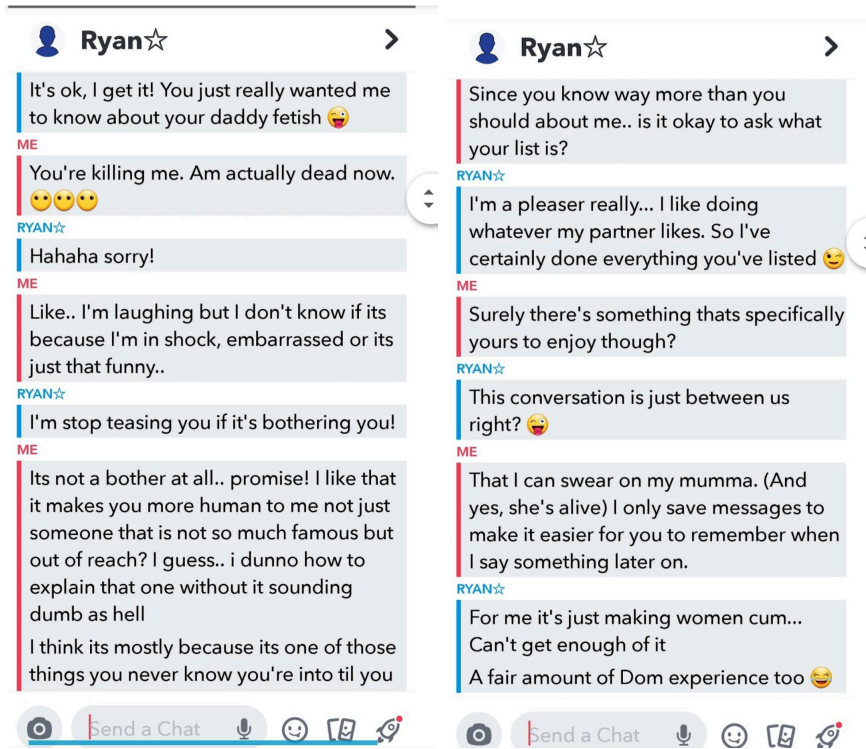 Ryan☆
It's ok, I get it! You just really wanted me
to know about your daddy fetish 😜
ME
You're killing me. Am actually dead now.
😶😶😶
RYAN☆
Hahaha sorry!
ME
Like.. I'm laughing but I don't know if its
because I'm in shock, embarrassed or its
just that funny..
RYAN☆
I'm stop teasing you if it's bothering you!
ME
Its not a bother at all.. promise! I like that
it makes you more human to me not just
someone that is not so much famous but
out of reach? I guess.. i dunno how to
explain that one without it sounding
dumb as hell
I think its mostly because its one of those
things you never know you're into til you
Send a Chat
Ryan☆
Since you know way more than you
should about me.. is it okay to ask what
your list is?
RYAN☆
I'm a pleaser really... I like doing
whatever my partner likes. So I've
certainly done everything you've listed 😉
ME
Surely there's something thats specifically
yours to enjoy though?
RYAN☆
This conversation is just between us
right? 😜
ME
That I can swear on my mumma. (And
yes, she's alive) I only save messages to
make it easier for you to remember when
I say something later on.
RYAN☆
For me it's just making women cum...
Can't get enough of it
A fair amount of Dom experience too 😂
Send a Chat